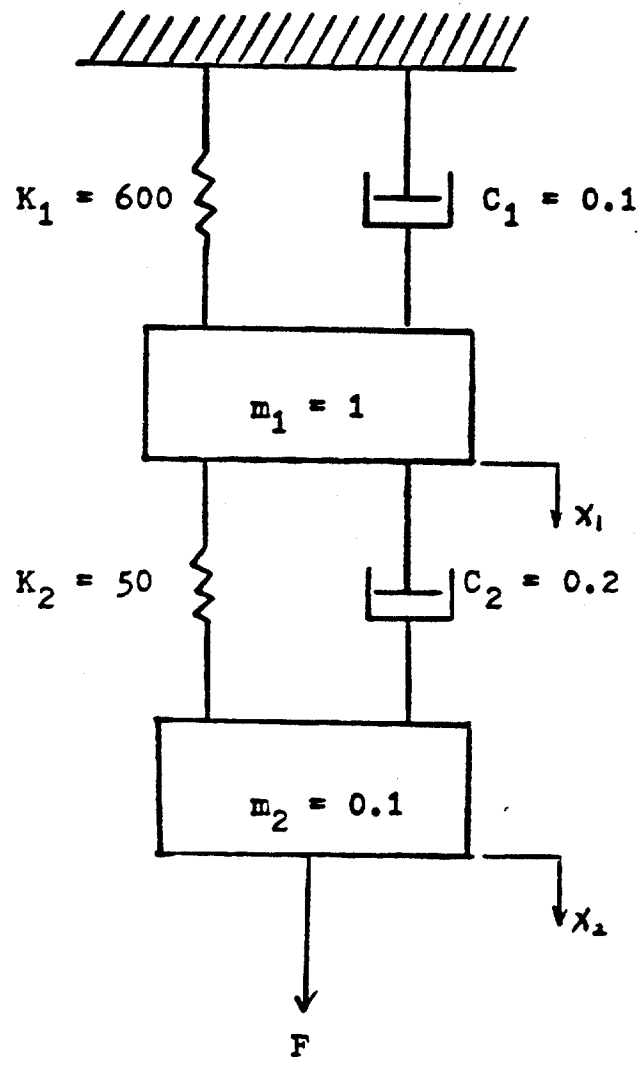 K₁ = 600
C₁ = 0.1
m₁ = 1
x₁
K₂ = 50
C₂ = 0.2
m₂ = 0.1
x₂
F